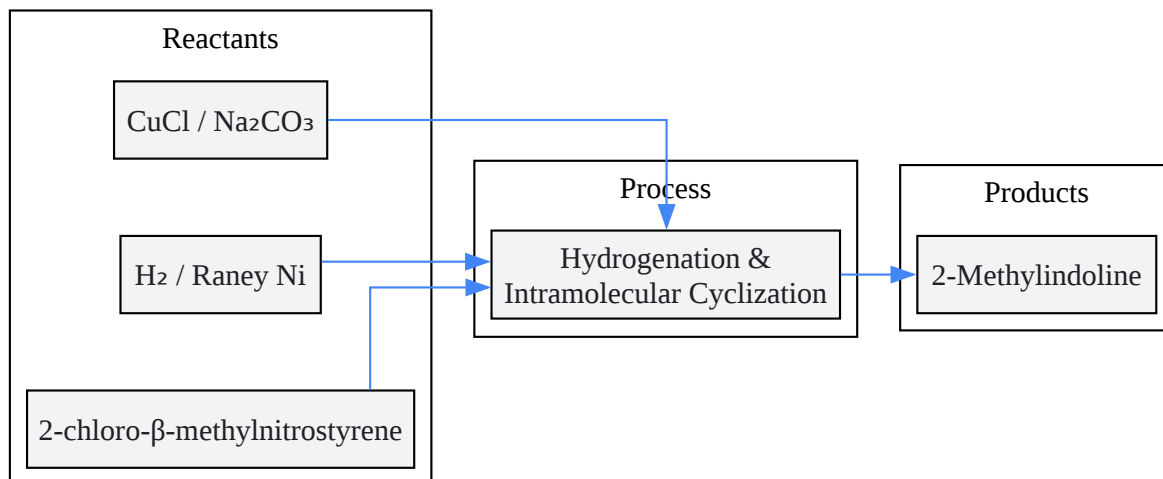 Reactants
CuCl / Na₂CO₃
H₂ / Raney Ni
2-chloro-β-methylnitrostyrene
Process
Hydrogenation &
Intramolecular Cyclization
Products
2-Methylindoline